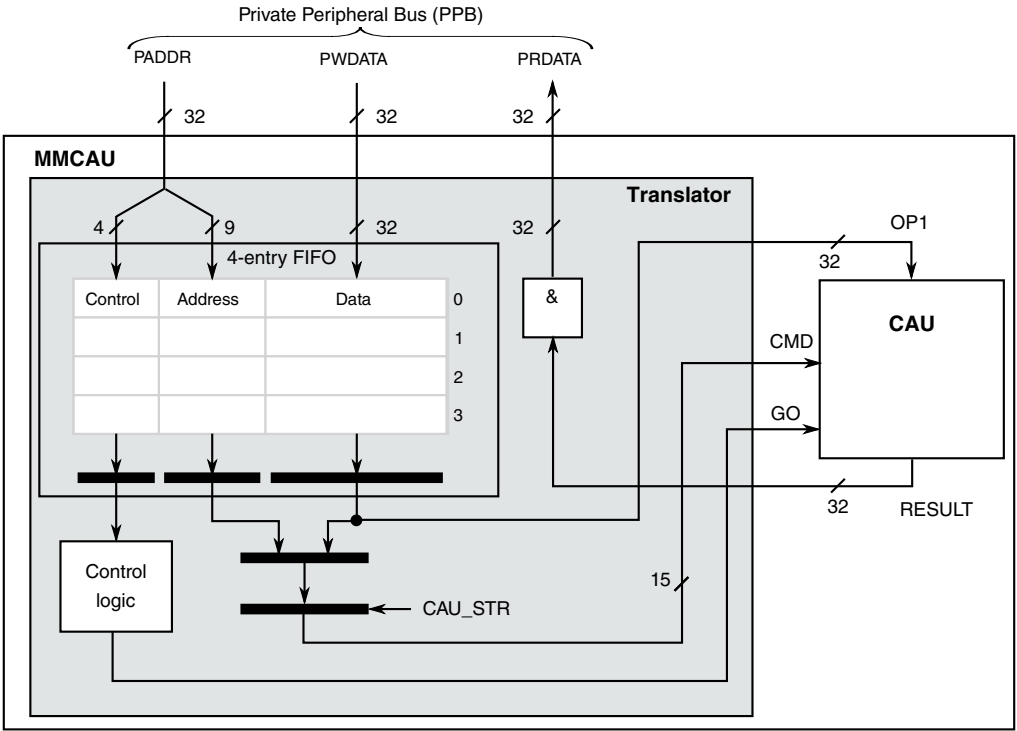 Private Peripheral Bus (PPB)
PADDR
PWDATA
PRDATA
32
32
32
MMCAU
Translator
4
9
32
32
OP1
32
4-entry FIFO
Control
Address
Data
0
1
2
3
&
CAU
CMD
GO
32
RESULT
Control
logic
15
CAU_STR